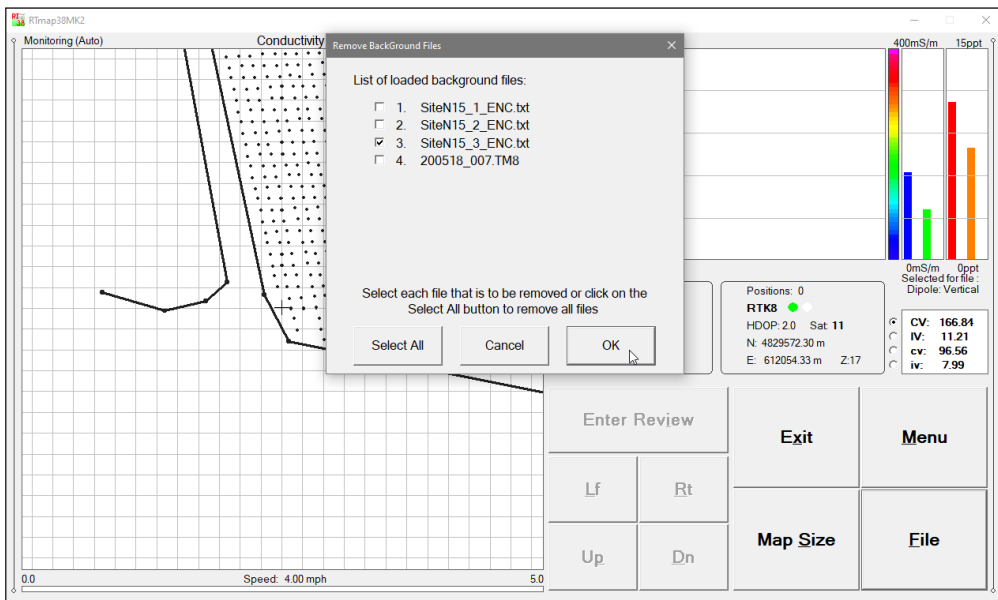 RTmap38MK2
Monitoring (Auto)
Conductivity
400mS/m 15ppt
Remove BackGround Files
List of loaded background files:
1. SiteN15_1_ENC.txt
2. SiteN15_2_ENC.txt
3. SiteN15_3_ENC.txt
4. 200518_007.TM8
Select each file that is to be removed or click on the
Select All button to remove all files
Select All
Cancel
OK
0mS/m 0ppt
Selected for file :
Dipole: Vertical
Positions: 0
RTK8
HDOP: 2.0 Sat: 11
N: 4829572.30 m
E: 612054.33 m Z:17
CV: 166.84
IV: 11.21
cv: 96.56
iv: 7.99
Enter Review
Exit
Menu
Lf
Rt
Map Size
File
Up
Dn
0.0
Speed: 4.00 mph
5.0